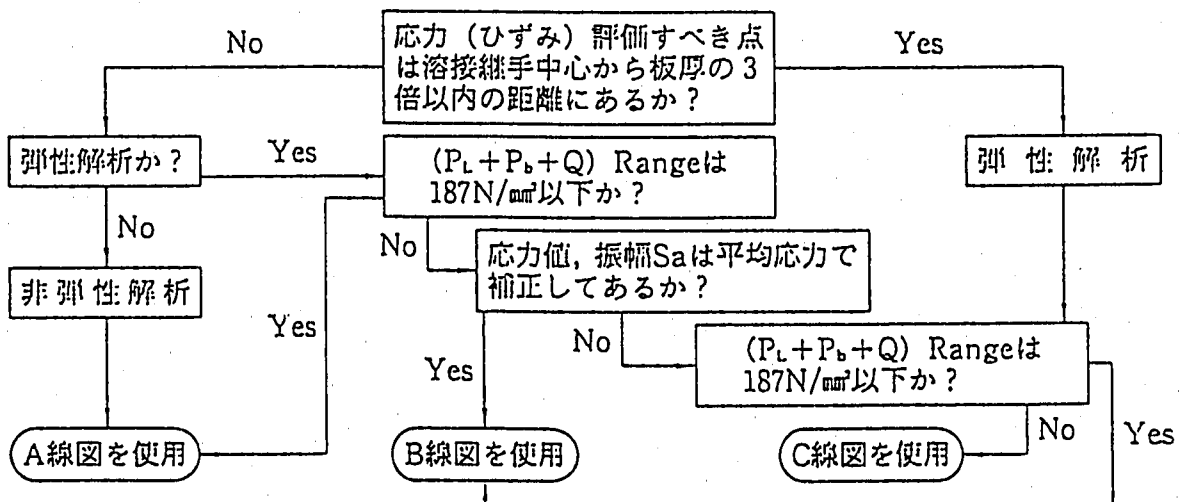 No
応力（ひずみ）評価すべき点
は溶接継手中心から板厚の3
倍以内の距離にあるか？
Yes
弾性解析か？
Yes
(PL+Pb+Q) Rangeは
187N/㎟以下か？
弾性解析
No
No
応力値，振幅Saは平均応力で
補正してあるか？
非弾性解析
Yes
No
(PL+Pb+Q) Rangeは
187N/㎟以下か？
Yes
No
Yes
A線図を使用
B線図を使用
C線図を使用